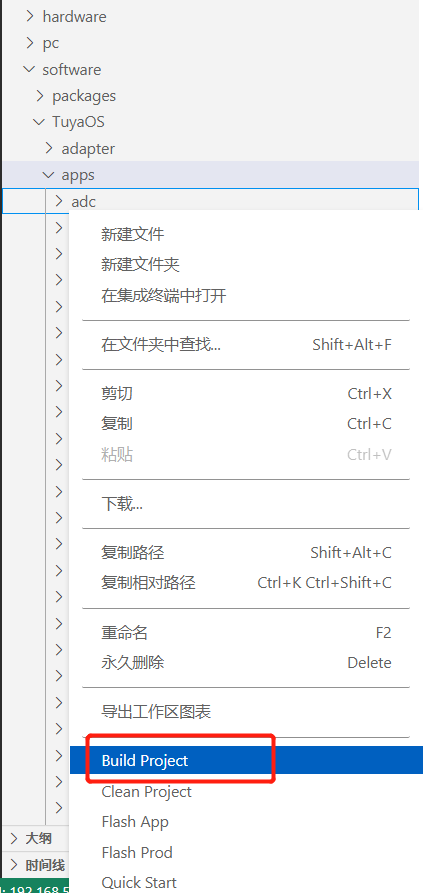 hardware
pc
software
packages
TuyaOS
adapter
apps
adc
新建文件
新建文件夹
在集成终端中打开
在文件夹中查找... Shift+Alt+F
剪切 Ctrl+X
复制 Ctrl+C
粘贴 Ctrl+V
下载...
复制路径 Shift+Alt+C
复制相对路径 Ctrl+K Ctrl+Shift+C
重命名 F2
永久删除 Delete
导出工作区图表
Build Project
Clean Project
大纲
Flash App
Flash Prod
时间线
Quick Start
192.168.5